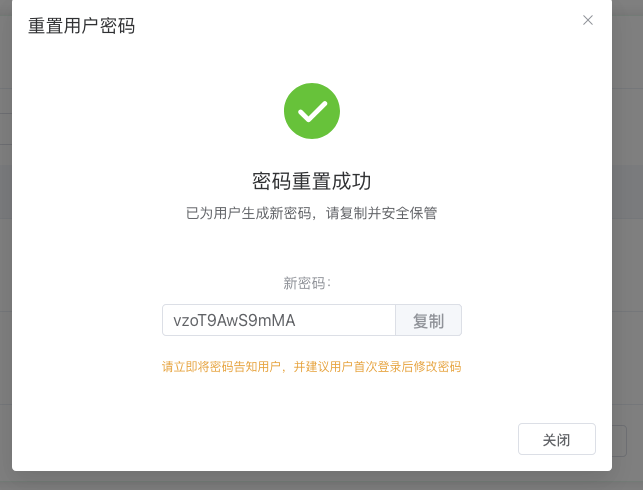 重置用户密码
密码重置成功
已为用户生成新密码，请复制并安全保管
新密码：
vzoT9AwS9mMA
复制
请立即将密码告知用户，并建议用户首次登录后修改密码
关闭